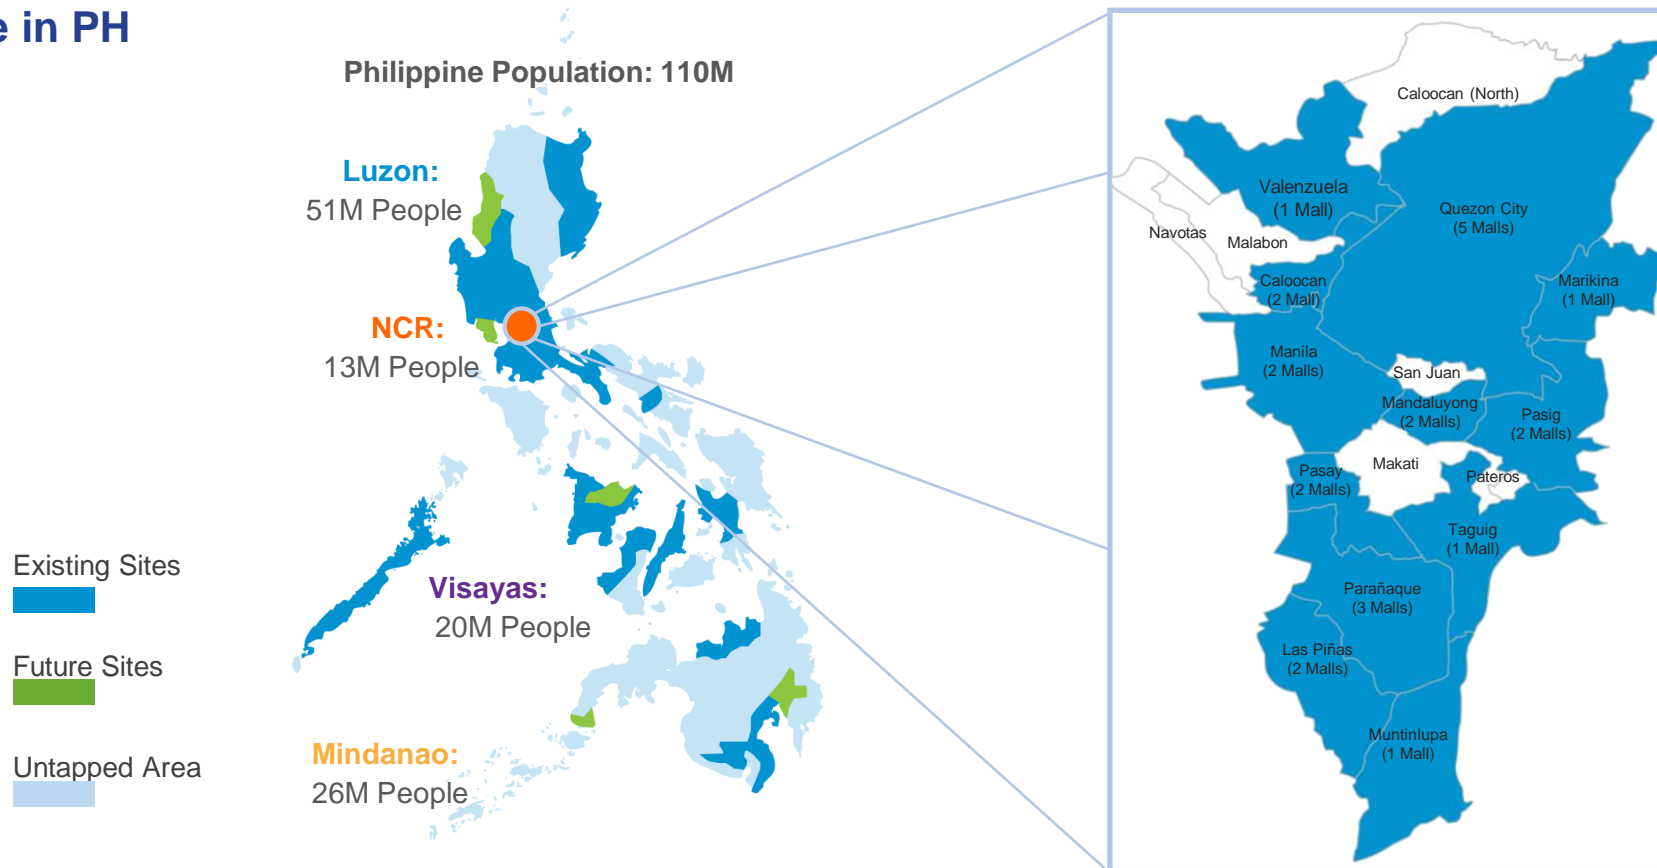 e in PH
Philippine Population: 110M
Luzon:
51M People
NCR:
13M People
Visayas:
20M People
Mindanao:
26M People
Existing Sites
Future Sites
Untapped Area
Caloocan (North)
Valenzuela
(1 Mall)
Quezon City
(5 Malls)
Navotas
Malabon
Caloocan
(2 Mall)
Marikina
(1 Mall)
Manila
(2 Malls)
San Juan
Mandaluyong
(2 Malls)
Pasig
(2 Malls)
Makati
Pasay
(2 Malls)
Pateros
Taguig
(1 Mall)
Parañaque
(3 Malls)
Las Piñas
(2 Malls)
Muntinlupa
(1 Mall)